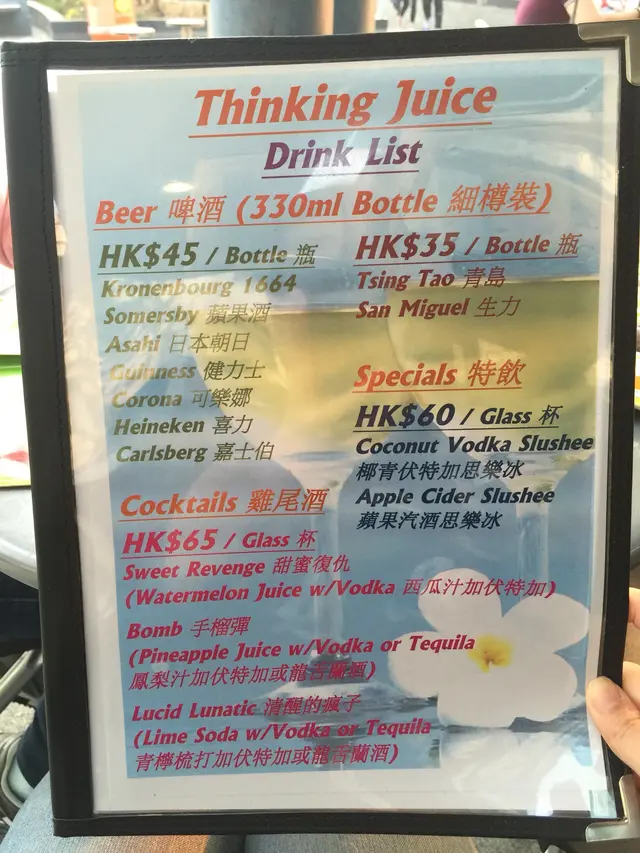 Thinking Juice
Drink List
Beer 啤酒 (330ml Bottle 細樽裝)
HK$45 / Bottle 瓶
Kronenbourg 1664
Somersby 蘋果酒
Asahi 日本朝日
Guinness 健力士
Corona 可樂娜
Heineken 喜力
Carlsberg 嘉士伯
HK$35 / Bottle 瓶
Tsing Tao 青島
San Miguel 生力
Specials 特飲
HK$60 / Glass 杯
Coconut Vodka Slushee
椰青伏特加思樂冰
Apple Cider Slushee
蘋果汽酒思樂冰
Cocktails 雞尾酒
HK$65 / Glass 杯
Sweet Revenge 甜蜜復仇
(Watermelon Juice w/Vodka 西瓜汁加伏特加)
Bomb 手榴彈
(Pineapple Juice w/Vodka or Tequila
鳳梨汁加伏特加或龍舌蘭酒)
Lucid Lunatic 清醒的瘋子
(Lime Soda w/Vodka or Tequila
青檸梳打加伏特加或龍舌蘭酒)